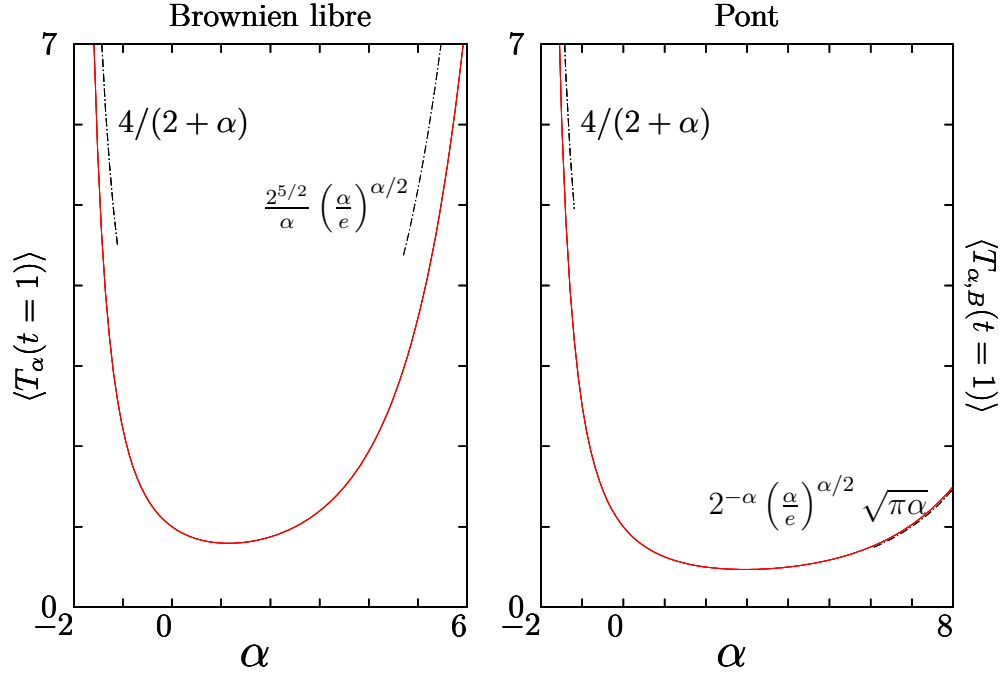 Brownien libre
7
4/(2 + α)
2^{5/2}/α (α/e)^{α/2}
⟨T_α(t = 1)⟩
0
−2 0 6
α
Pont
7
4/(2 + α)
⟨T_{α,B}(t = 1)⟩
2^{−α} (α/e)^{α/2} √πα
0
−2 0 8
α